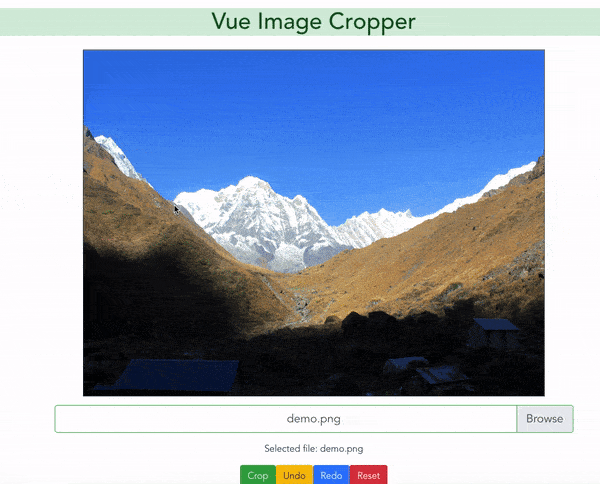 Vue Image Cropper
demo.png Browse
Selected file: demo.png
Crop Undo Redo Reset